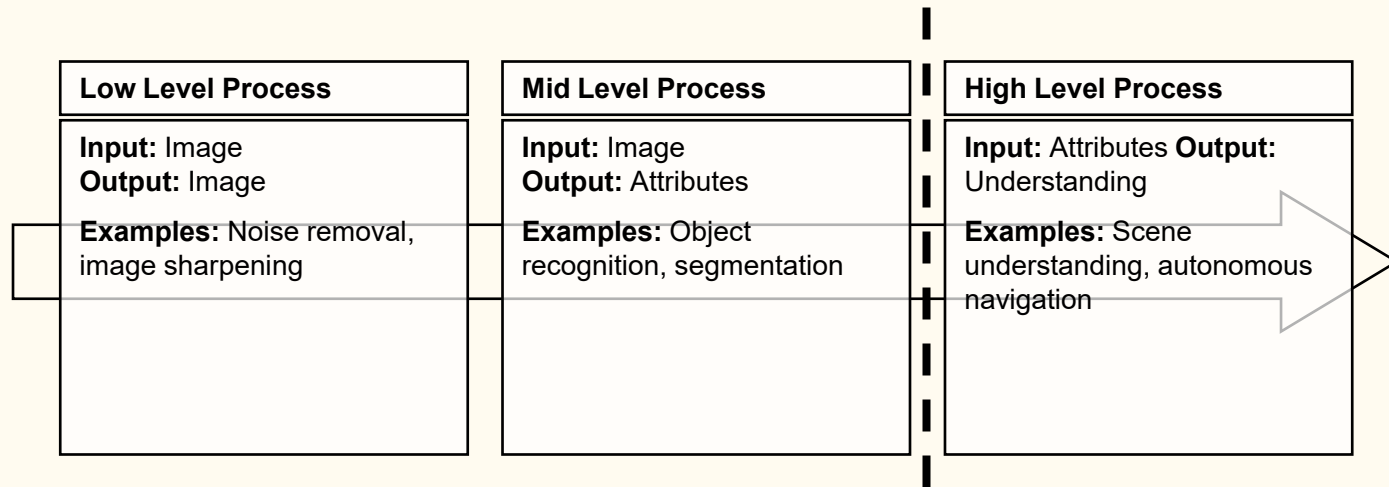 Low Level Process
Input: Image
Output: Image
Examples: Noise removal,
image sharpening
Mid Level Process
Input: Image
Output: Attributes
Examples: Object
recognition, segmentation
High Level Process
Input: Attributes Output:
Understanding
Examples: Scene
understanding, autonomous
navigation